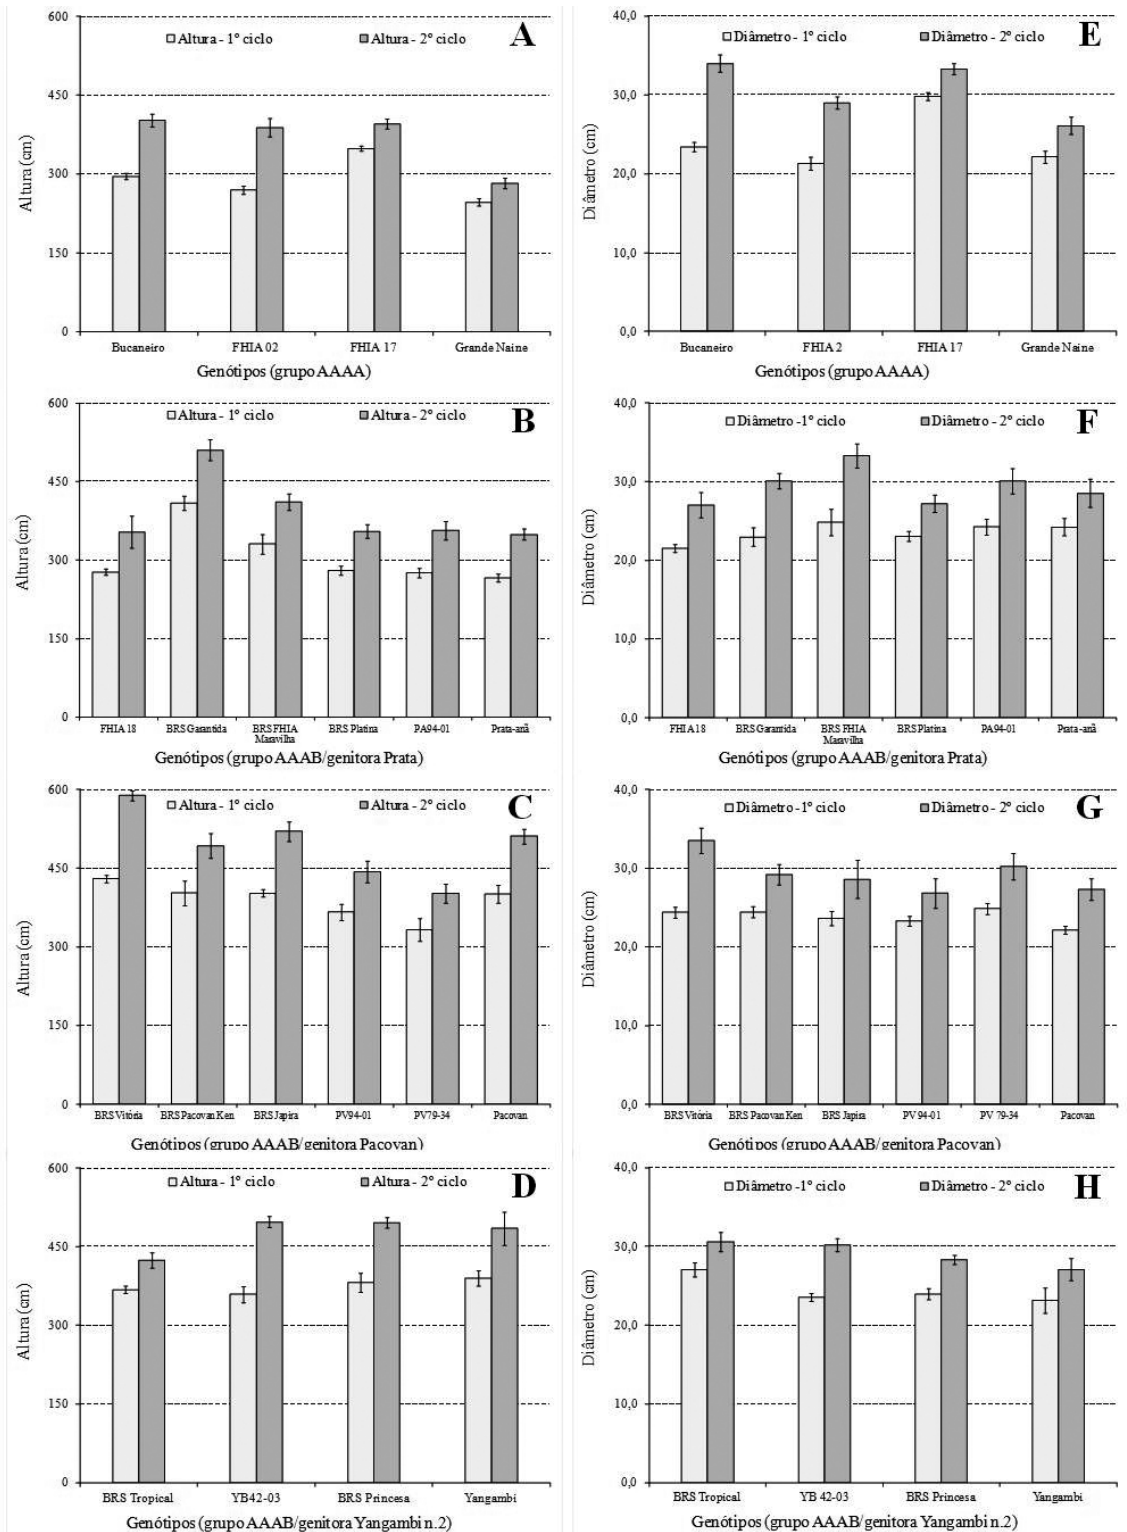 A
Altura - 1º ciclo Altura - 2º ciclo
Altura (cm)
600
450
300
150
0
Bucaneiro FHIA 02 FHIA 17 Grande Naine
Genótipos (grupo AAAA)
E
Diâmetro - 1º ciclo Diâmetro - 2º ciclo
Diâmetro (cm)
40,0
30,0
20,0
10,0
0,0
Bucaneiro FHIA 2 FHIA 17 Grande Naine
Genótipos (grupo AAAA)
B
Altura - 1º ciclo Altura - 2º ciclo
Altura (cm)
600
450
300
150
0
FHIA 18 BRS Garantida BRS FHIA BRS Platina PA94-01 Prata-anã
Maravilha
Genótipos (grupo AAAB/genitora Prata)
F
Diâmetro -1º ciclo Diâmetro - 2º ciclo
Diâmetro (cm)
40,0
30,0
20,0
10,0
0,0
FHIA 18 BRS Garantida BRS FHIA BRS Platina PA94-01 Prata-anã
Maravilha
Genótipos (grupo AAAB/genitora Prata)
C
Altura - 1º ciclo Altura - 2º ciclo
Altura (cm)
600
450
300
150
0
BRS Vitória BRS Pacovan Ken BRS Japira PV94-01 PV79-34 Pacovan
Genótipos (grupo AAAB/genitora Pacovan)
G
Diâmetro -1º ciclo Diâmetro - 2º ciclo
Diâmetro (cm)
40,0
30,0
20,0
10,0
0,0
BRS Vitória BRS Pacovan Ken BRS Japira PV 94-01 PV 79-34 Pacovan
Genótipos (grupo AAAB/genitora Pacovan)
D
Altura - 1º ciclo Altura - 2º ciclo
Altura (cm)
600
450
300
150
0
BRS Tropical YB42-03 BRS Princesa Yangambi
Genótipos (grupo AAAB/genitora Yangambi n.2)
H
Diâmetro -1º ciclo Diâmetro - 2º ciclo
Diâmetro (cm)
40,0
30,0
20,0
10,0
0,0
BRS Tropical YB 42-03 BRS Princesa Yangambi
Genótipos (grupo AAAB/genitora Yangambi n.2)